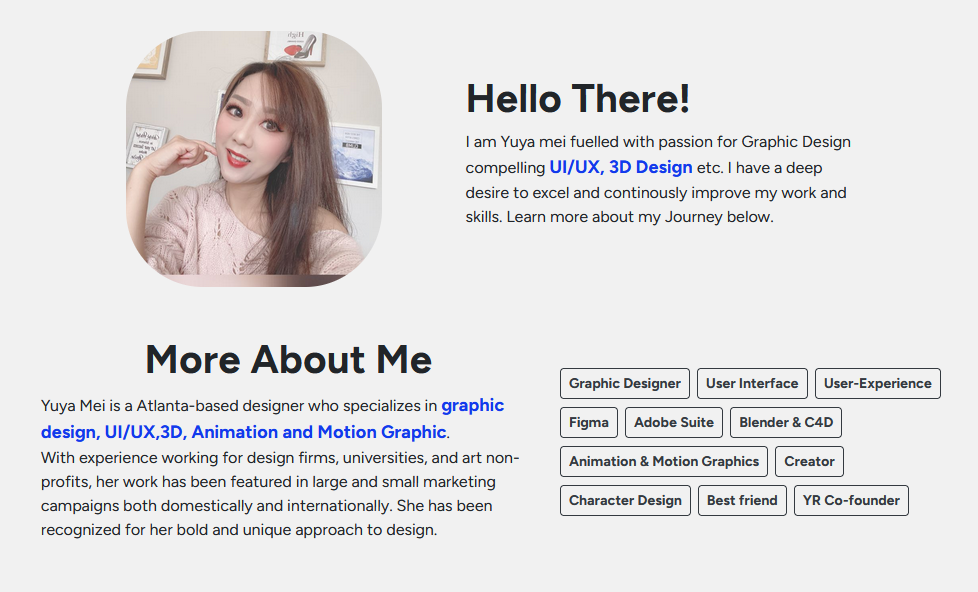 Hello There!
I am Yuya mei fuelled with passion for Graphic Design
compelling UI/UX, 3D Design etc. I have a deep
desire to excel and continously improve my work and
skills. Learn more about my Journey below.
More About Me
Yuya Mei is a Atlanta-based designer who specializes in graphic
design, UI/UX,3D, Animation and Motion Graphic.
With experience working for design firms, universities, and art non-
profits, her work has been featured in large and small marketing
campaigns both domestically and internationally. She has been
recognized for her bold and unique approach to design.
Graphic Designer User Interface User-Experience
Figma Adobe Suite Blender & C4D
Animation & Motion Graphics Creator
Character Design Best friend YR Co-founder